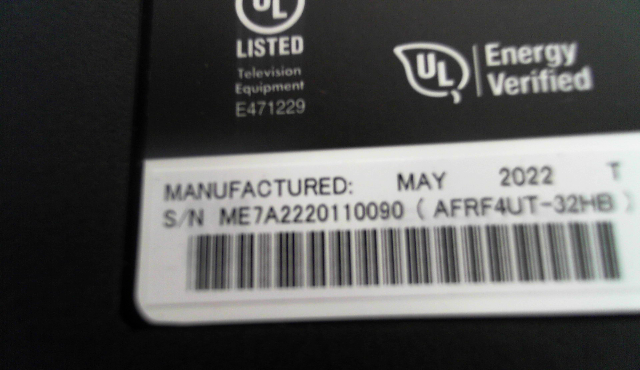 UL
LISTED
Television
Equipment
E471229
UL
Energy
Verified
MANUFACTURED: MAY 2022 T
S/N ME7A2220110090 ( AFRF4UT-32HB )